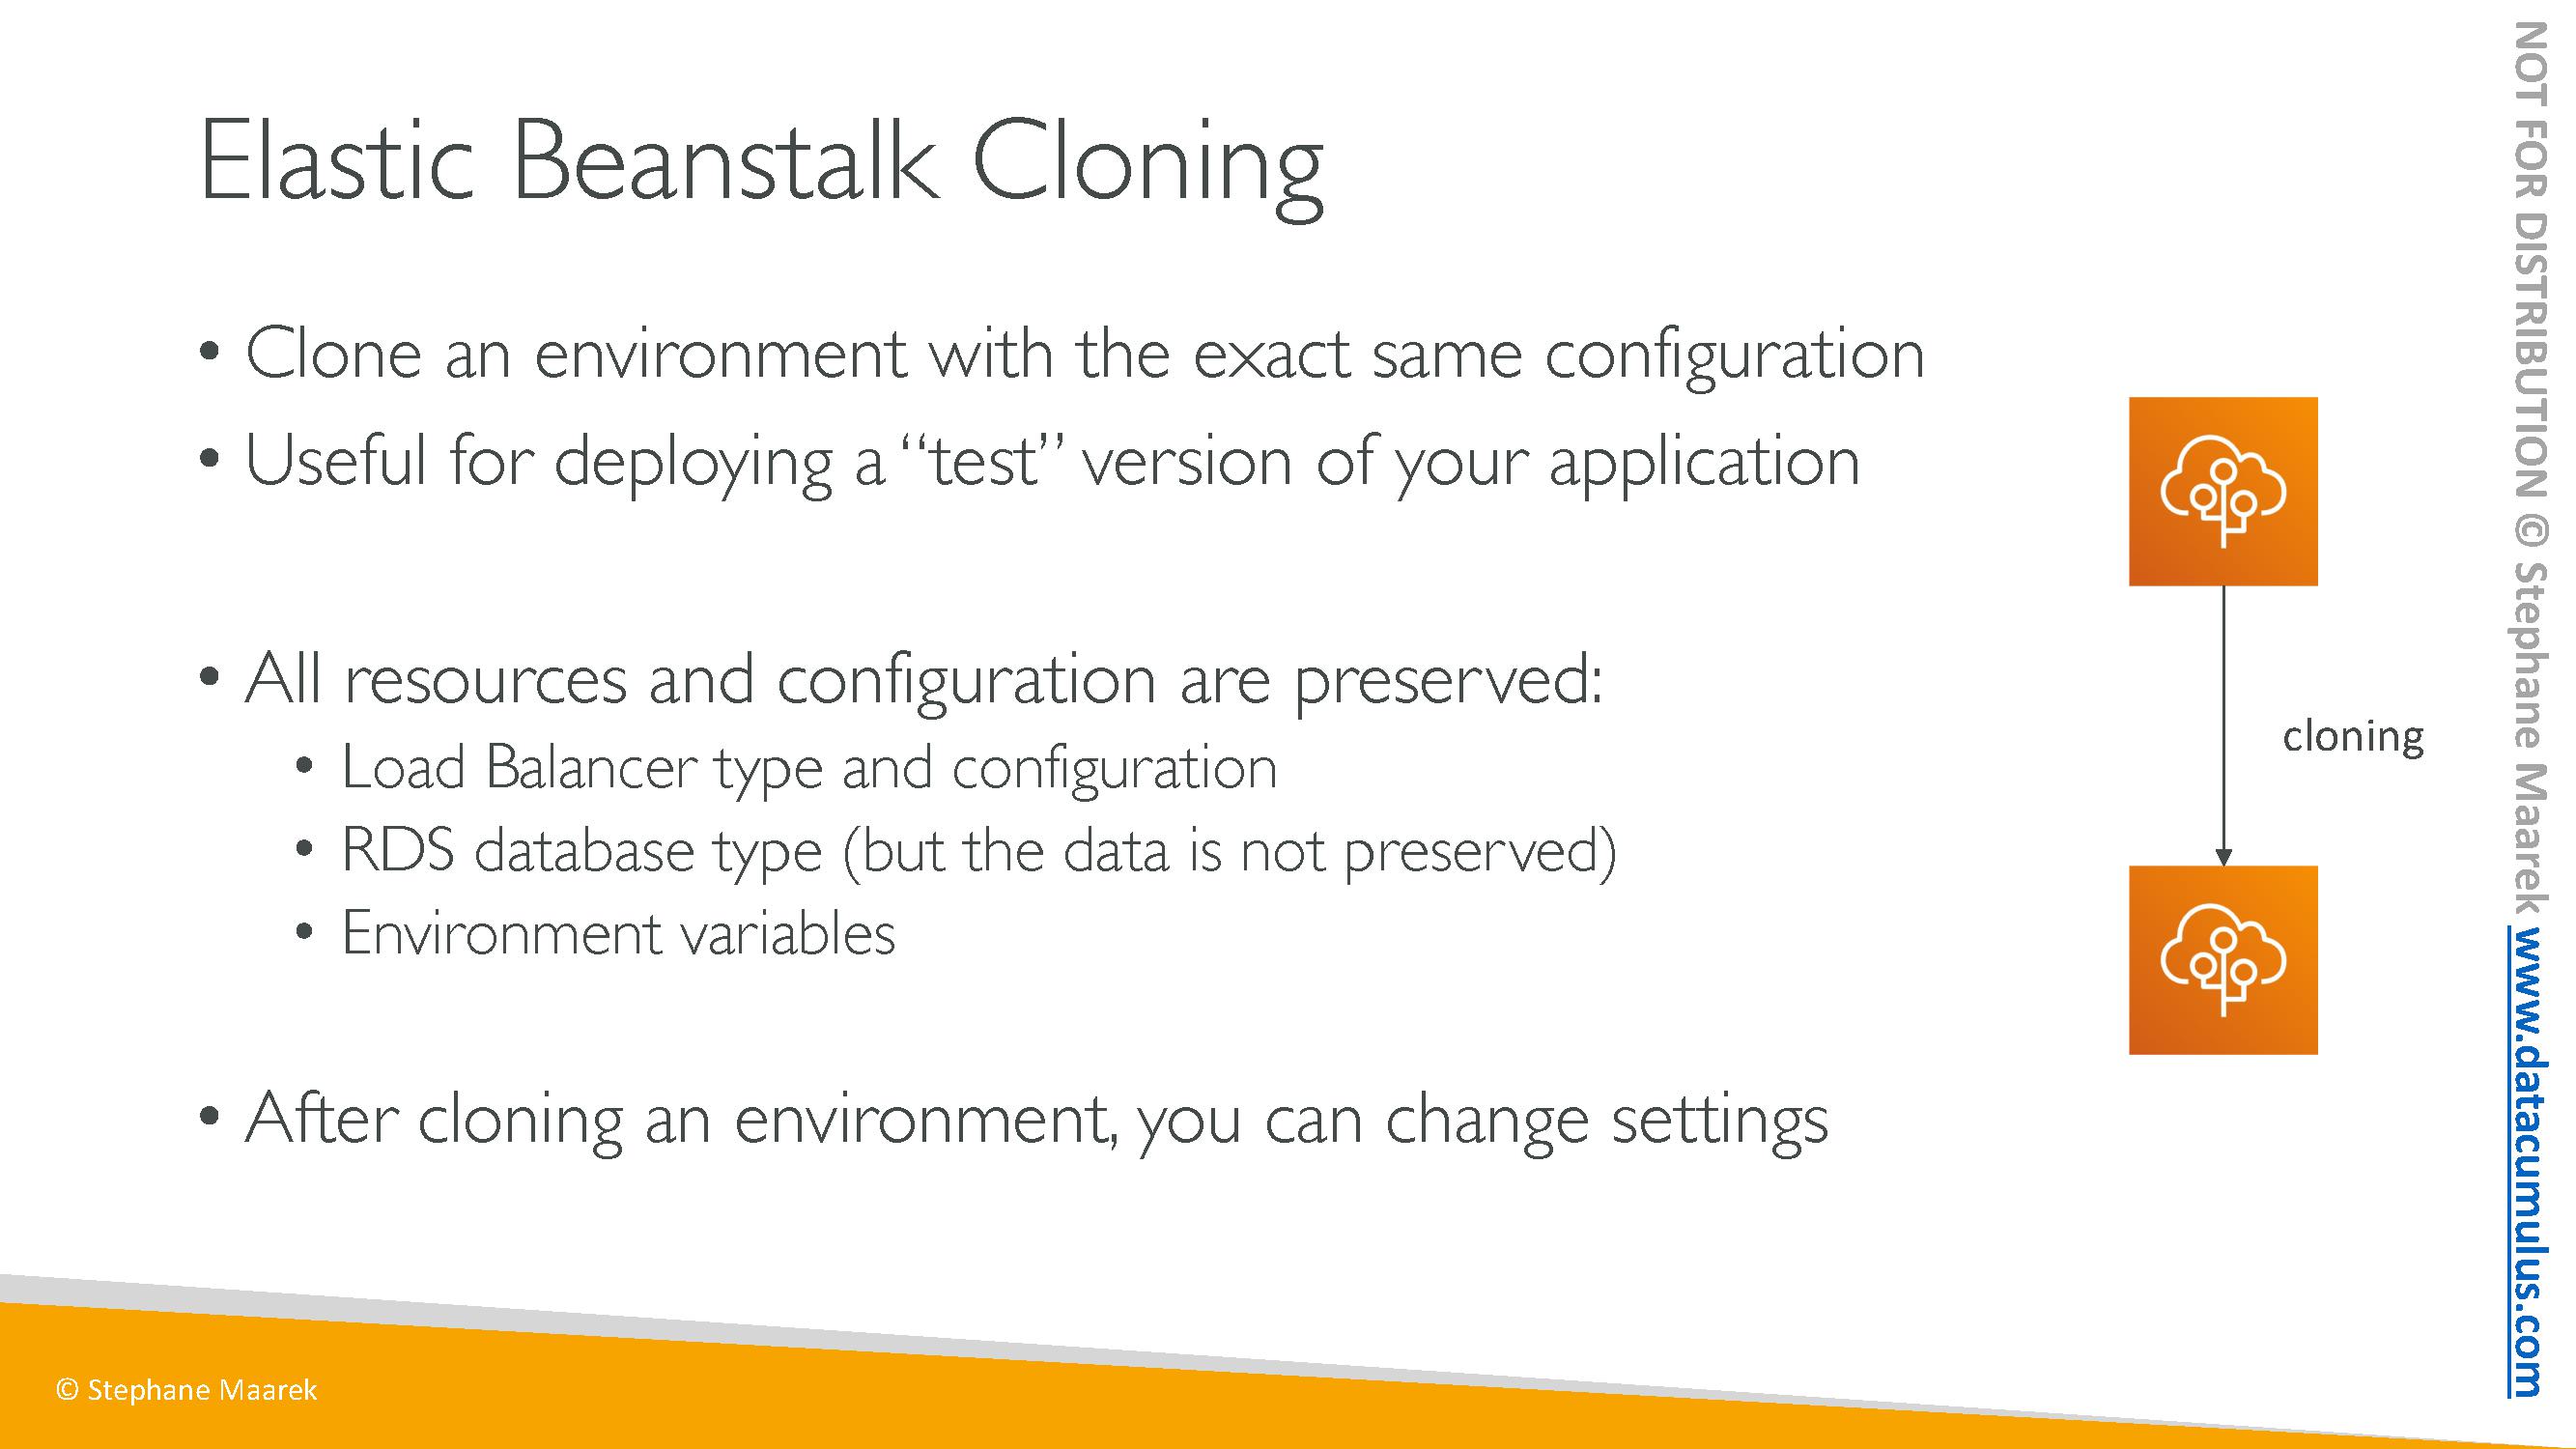 Elastic Beanstalk Cloning
• Clone an environment with the exact same configuration
• Useful for deploying a “test” version of your application
• All resources and configuration are preserved:
• Load Balancer type and configuration
• RDS database type (but the data is not preserved)
• Environment variables
• After cloning an environment, you can change settings
cloning
© Stephane Maarek
NOT FOR DISTRIBUTION © Stephane Maarek www.datacumulus.com